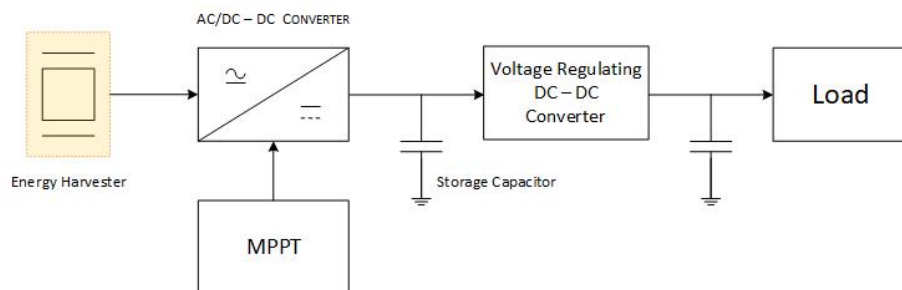 AC/DC – DC CONVERTER
Voltage Regulating
DC – DC
Converter
Load
Energy Harvester
Storage Capacitor
MPPT